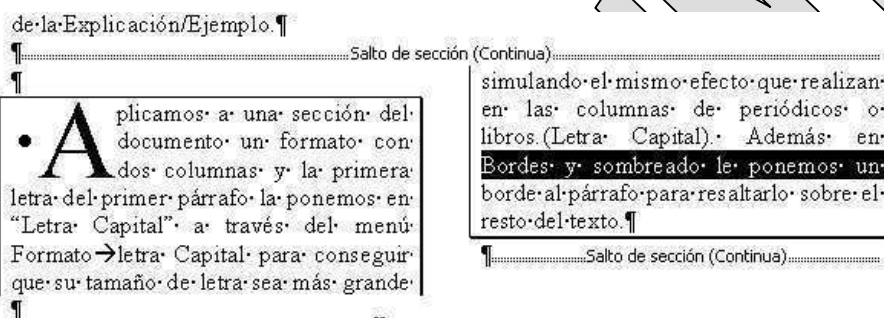 de·la·Explicación/Ejemplo.¶
¶Salto de sección (Continua)
¶
• Aplicamos· a· una· sección· del·
documento· un· formato· con·
dos· columnas· y· la· primera·
letra·del·primer·párrafo·la·ponemos·en·
“Letra· Capital”· a· través· del· menú·
Formato→letra· Capital· para· conseguir·
que·su·tamaño·de·letra·sea·más·grande·
¶
simulando·el·mismo·efecto·que·realizan·
en· las· columnas· de· periódicos· o·
libros.(Letra· Capital).· Además· en·
Bordes· y· sombreado· le· ponemos· un·
borde·al·párrafo·para·resaltarlo·sobre·el·
resto·del·texto.¶
¶Salto de sección (Continua)